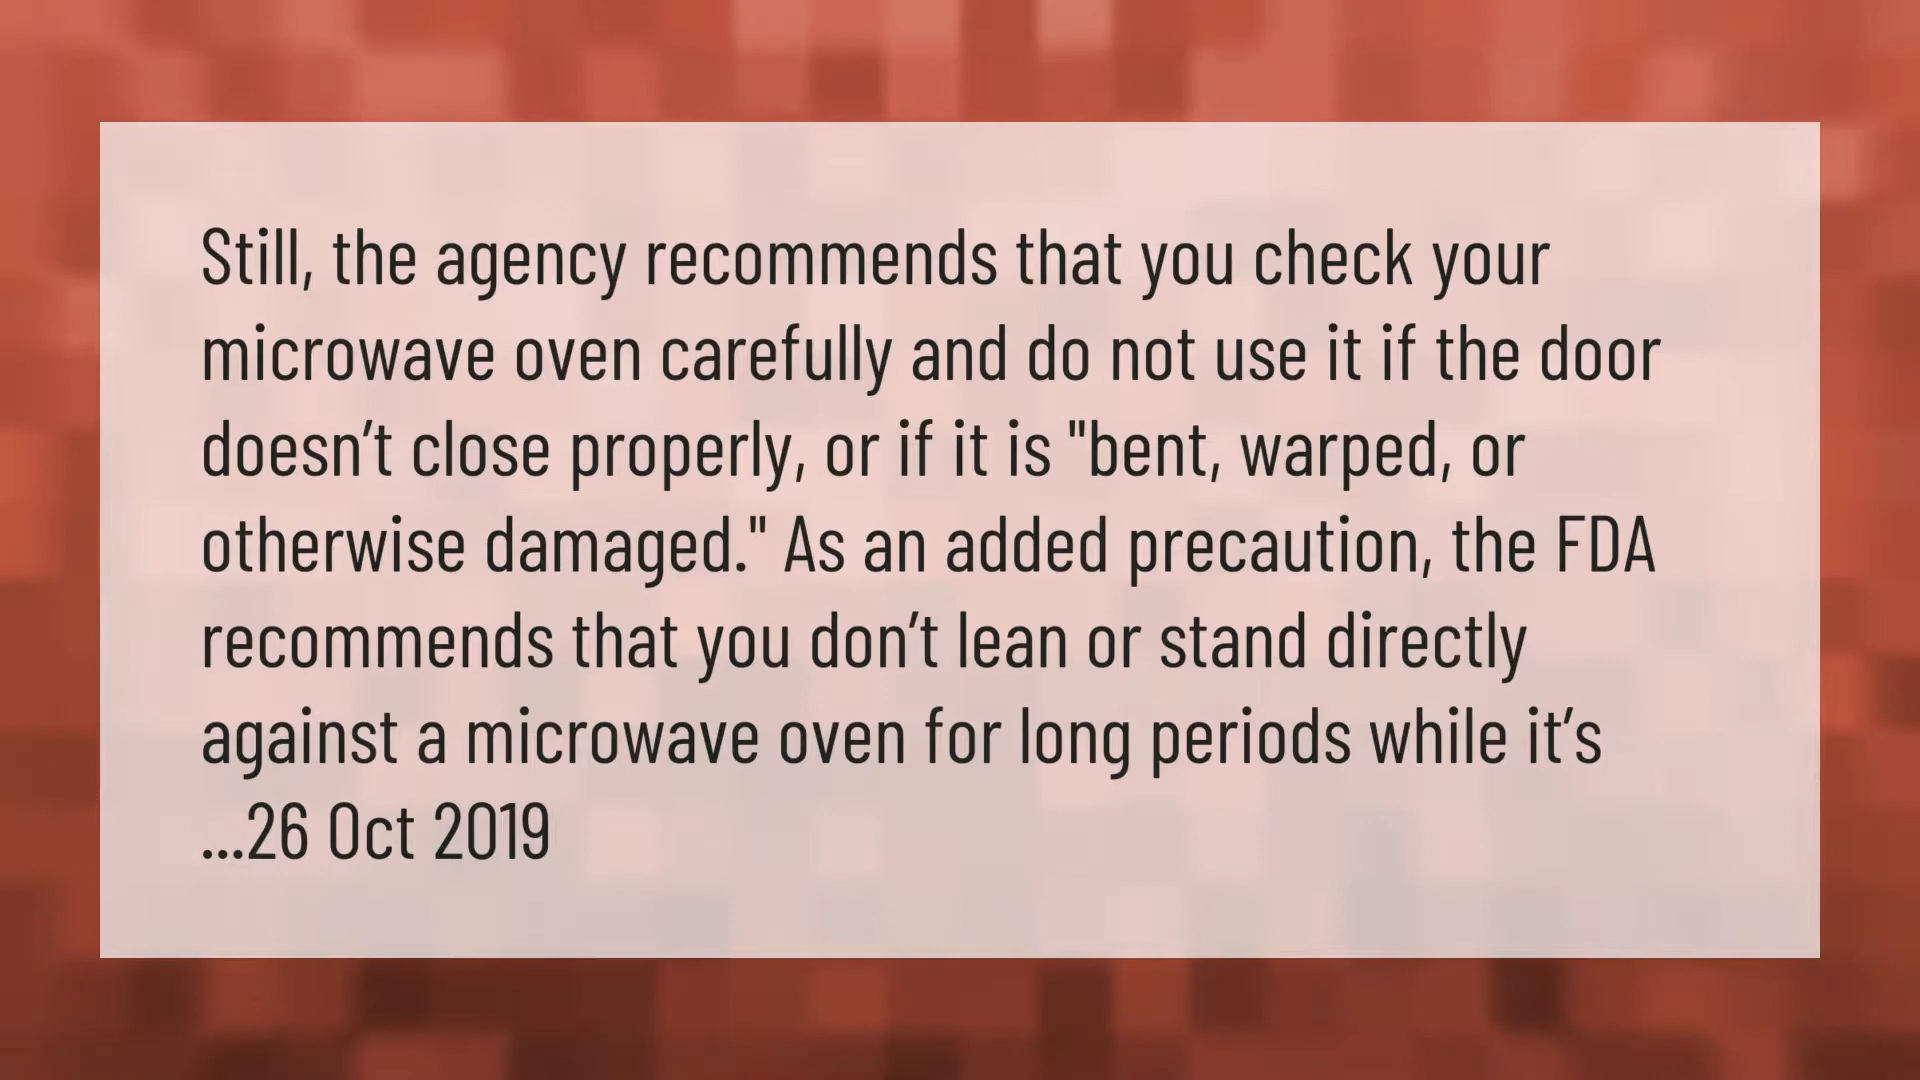 Still, the agency recommends that you check your
microwave oven carefully and do not use it if the door
doesn’t close properly, or if it is "bent, warped, or
otherwise damaged." As an added precaution, the FDA
recommends that you don’t lean or stand directly
against a microwave oven for long periods while it’s
...26 Oct 2019